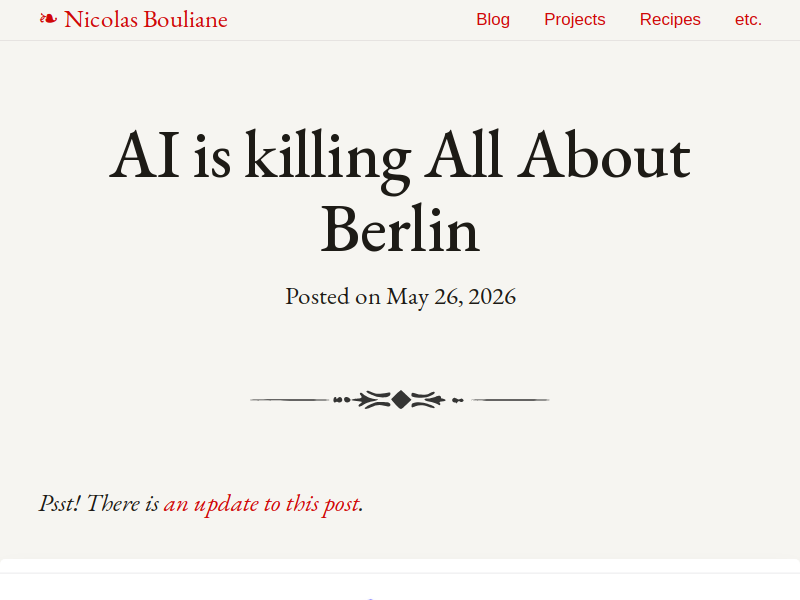 ❧ Nicolas Bouliane
Blog Projects Recipes etc.
AI is killing All About
Berlin
Posted on May 26, 2026
Psst! There is an update to this post.